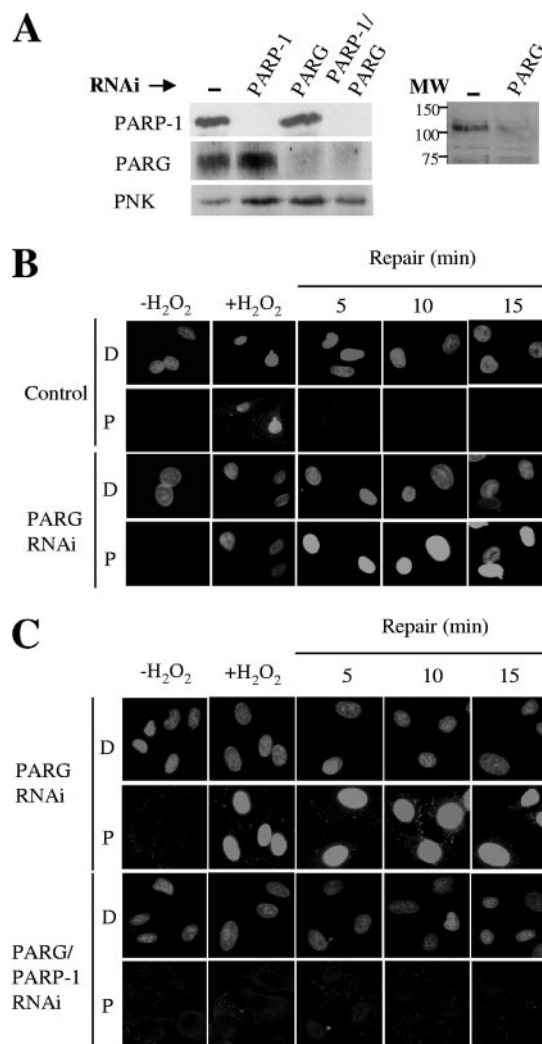 A
RNAi → – PARP-1 PARG PARP-1/ PARG
PARP-1
PARG
PNK
MW – PARG
150
100
75
B
Repair (min)
-H₂O₂ +H₂O₂ 5 10 15
Control
D
P
PARG
RNAi
D
P
C
Repair (min)
-H₂O₂ +H₂O₂ 5 10 15
PARG
RNAi
D
P
PARG/
PARP-1
RNAi
D
P